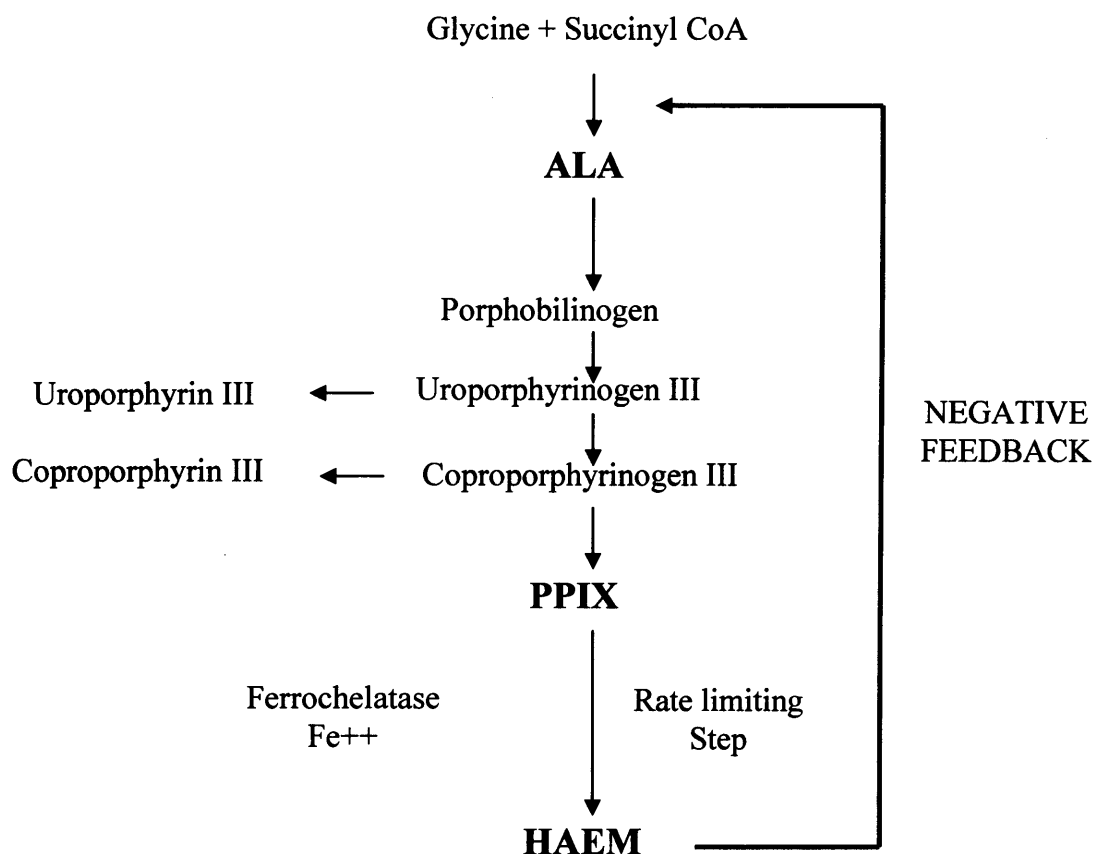 Glycine + Succinyl CoA
ALA
Porphobilinogen
Uroporphyrin III
Uroporphyrinogen III
Coproporphyrin III
Coproporphyrinogen III
NEGATIVE
FEEDBACK
PPIX
Ferrochelatase
Fe++
Rate limiting
Step
HAEM